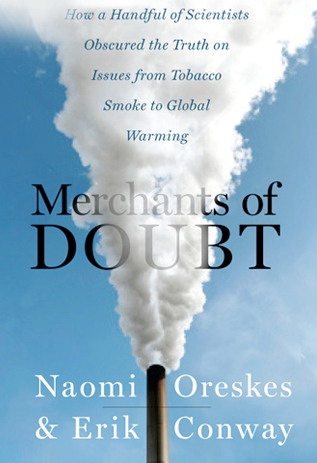 How a Handful of Scientists
Obscured the Truth on
Issues from Tobacco
Smoke to Global
Warming
Merchants of
DOUBT
Naomi Oreskes
& Erik Conway